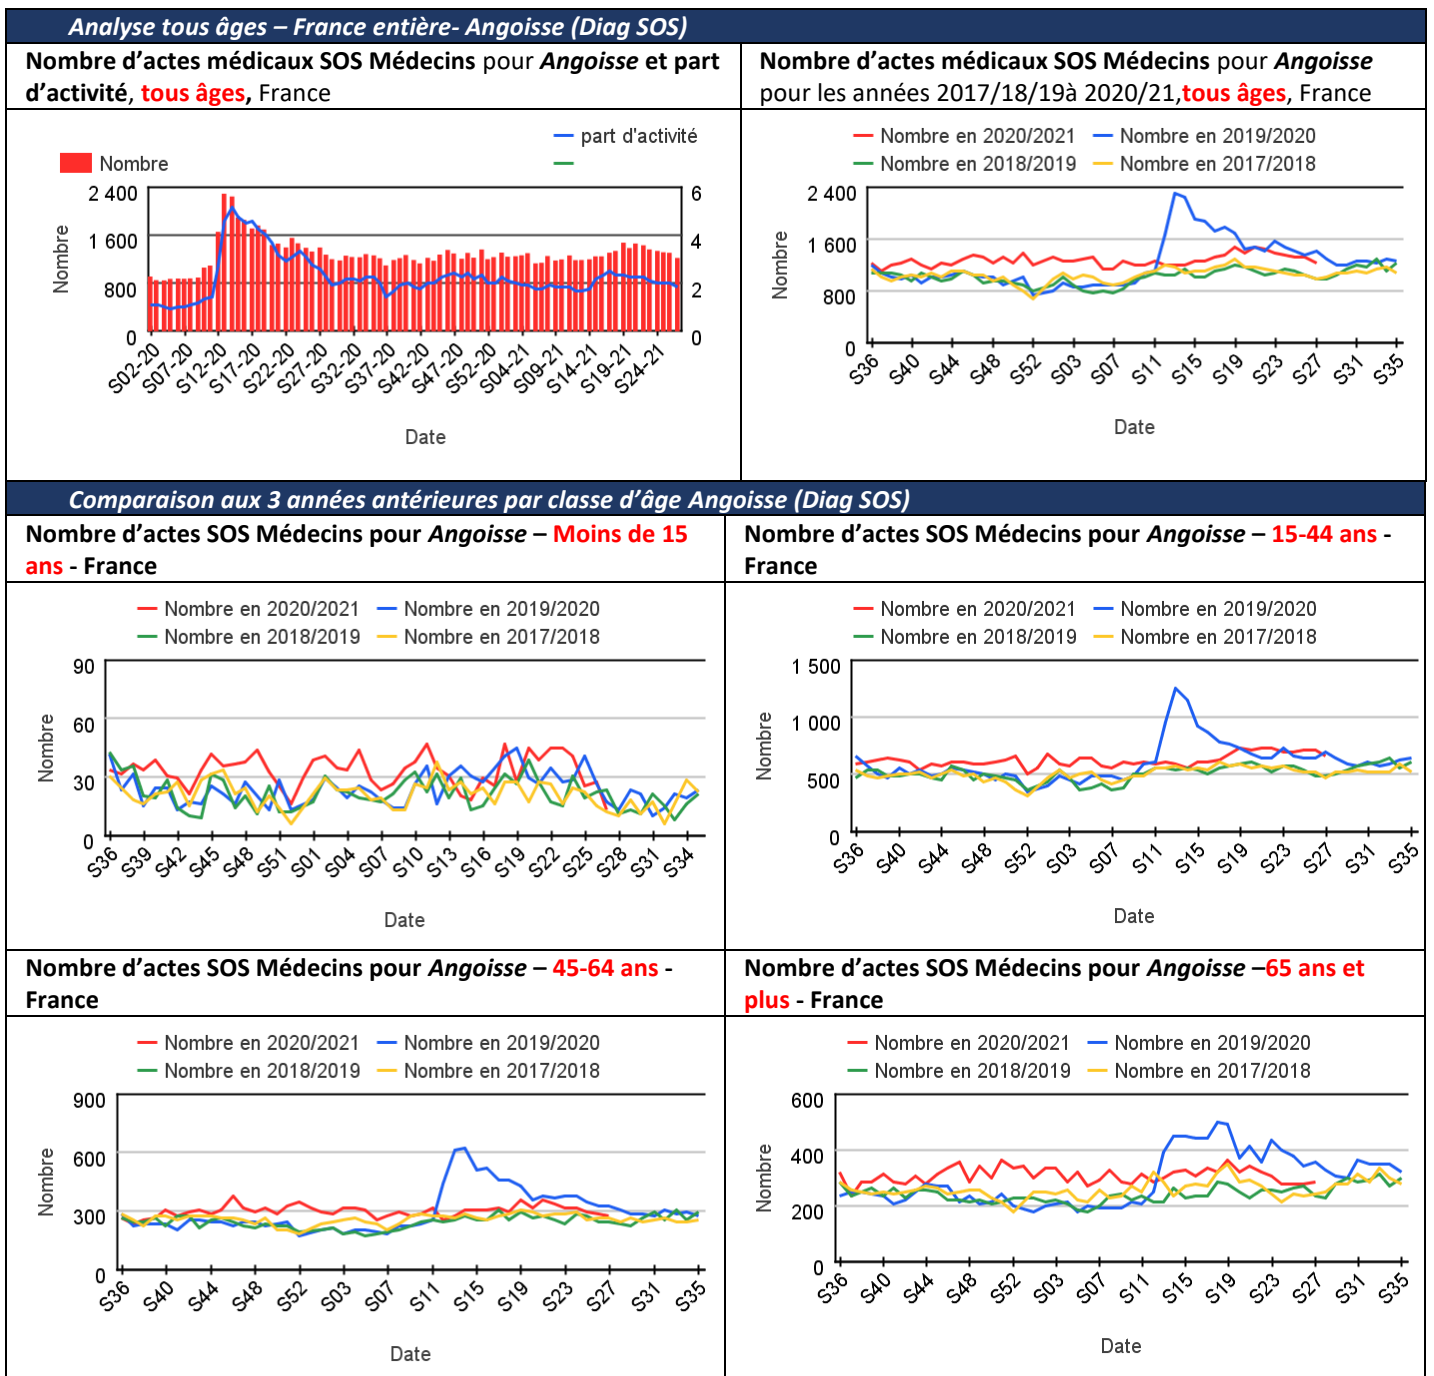 Analyse tous âges – France entière- Angoisse (Diag SOS)
Nombre d’actes médicaux SOS Médecins pour Angoisse et part
d’activité, tous âges, France
Nombre d’actes médicaux SOS Médecins pour Angoisse
pour les années 2017/18/19à 2020/21,tous âges, France
part d'activité
Nombre
2 400
1 600
800
0
6
4
2
0
Nombre
S02-20
S07-20
S12-20
S17-20
S22-20
S27-20
S32-20
S37-20
S42-20
S47-20
S52-20
S04-21
S09-21
S14-21
S19-21
S24-21
Date
Nombre en 2020/2021
Nombre en 2019/2020
Nombre en 2018/2019
Nombre en 2017/2018
2 400
1 600
800
0
Nombre
S36
S40
S44
S48
S52
S03
S07
S11
S15
S19
S23
S27
S31
S35
Date
Comparaison aux 3 années antérieures par classe d’âge Angoisse (Diag SOS)
Nombre d’actes SOS Médecins pour Angoisse – Moins de 15
ans - France
Nombre d’actes SOS Médecins pour Angoisse – 15-44 ans -
France
Nombre en 2020/2021
Nombre en 2019/2020
Nombre en 2018/2019
Nombre en 2017/2018
90
60
30
0
Nombre
S36
S39
S42
S45
S48
S51
S01
S04
S07
S10
S13
S16
S19
S22
S25
S28
S31
S34
Date
Nombre en 2020/2021
Nombre en 2019/2020
Nombre en 2018/2019
Nombre en 2017/2018
1 500
1 000
500
0
Nombre
S36
S40
S44
S48
S52
S03
S07
S11
S15
S19
S23
S27
S31
S35
Date
Nombre d’actes SOS Médecins pour Angoisse – 45-64 ans -
France
Nombre d’actes SOS Médecins pour Angoisse –65 ans et
plus - France
Nombre en 2020/2021
Nombre en 2019/2020
Nombre en 2018/2019
Nombre en 2017/2018
900
600
300
0
Nombre
S36
S40
S44
S48
S52
S03
S07
S11
S15
S19
S23
S27
S31
S35
Date
Nombre en 2020/2021
Nombre en 2019/2020
Nombre en 2018/2019
Nombre en 2017/2018
600
400
200
0
Nombre
S36
S40
S44
S48
S52
S03
S07
S11
S15
S19
S23
S27
S31
S35
Date